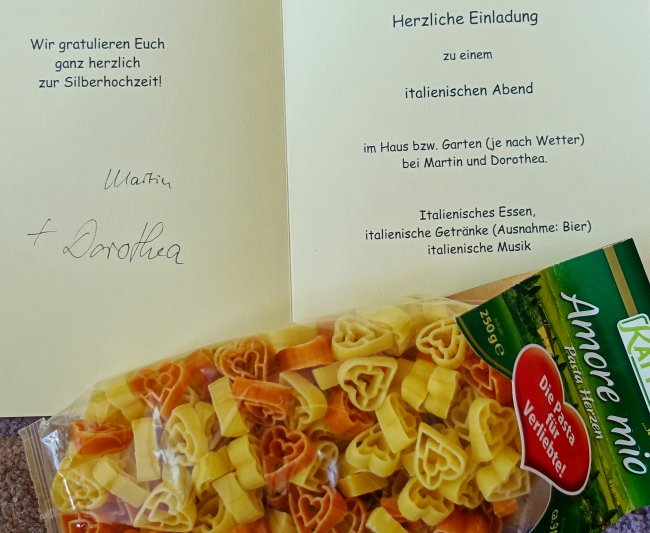 Wir gratulieren Euch
ganz herzlich
zur Silberhochzeit!
Martin
+ Dorothea
Herzliche Einladung
zu einem
italienischen Abend
im Haus bzw. Garten (je nach Wetter)
bei Martin und Dorothea.
Italienisches Essen,
italienische Getränke (Ausnahme: Bier)
italienische Musik
250g e
Amore mio
Pasta Herzen
Die Pasta
für
Verliebte!